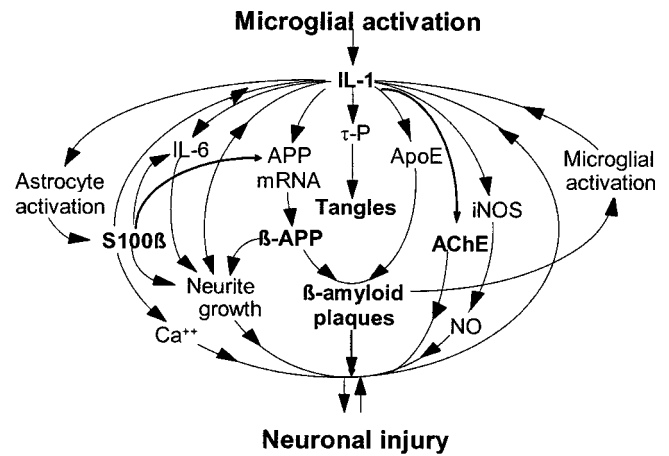 Microglial activation
IL-1
IL-6
APP
mRNA
τ-P
ApoE
Microglial
activation
Astrocyte
activation
iNOS
Tangles
S100ß
ß-APP
AChE
Neurite
growth
ß-amyloid
plaques
Ca++
NO
Neuronal injury